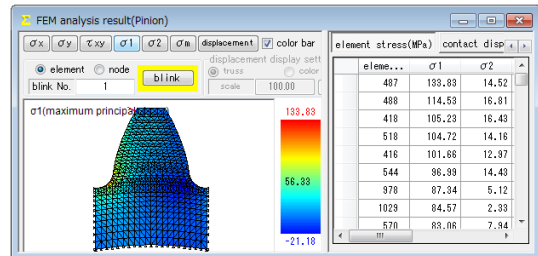 FEM analysis result(Pinion)
σx σy τxy σ1 σ2 σm displacement color bar
element node
blink No. 1
blink
displacement display sett
truss color
scale 100.00
σ1(maximum principal
133.83
56.33
-21.18
element stress(MPa) contact disp
eleme... σ1 σ2
487 133.83 14.52
488 114.53 16.81
418 105.23 16.43
518 104.72 14.16
416 101.66 12.97
544 96.99 14.43
978 87.34 5.12
1029 84.57 2.33
570 83.06 7.94